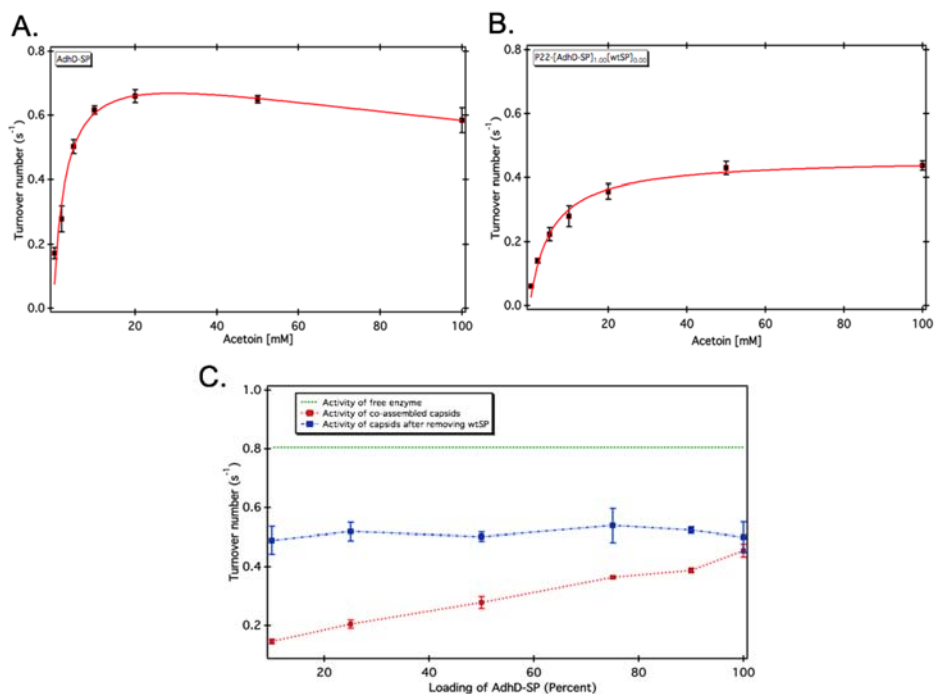 A.
AdhD-SP
0.8
0.6
0.4
0.2
0.0
Turnover number (s⁻¹)
20 40 60 80 100
Acetoin [mM]
B.
P22-[AdhD-SP]₁.₀₀[wtSP]₀.₀₀
0.8
0.6
0.4
0.2
0.0
Turnover number (s⁻¹)
0 20 40 60 80 100
Acetoin [mM]
C.
Activity of free enzyme
Activity of co-assembled capsids
Activity of capsids after removing wtSP
1.0
0.8
0.6
0.4
0.2
Turnover number (s⁻¹)
20 40 60 80 100
Loading of AdhD-SP (Percent)